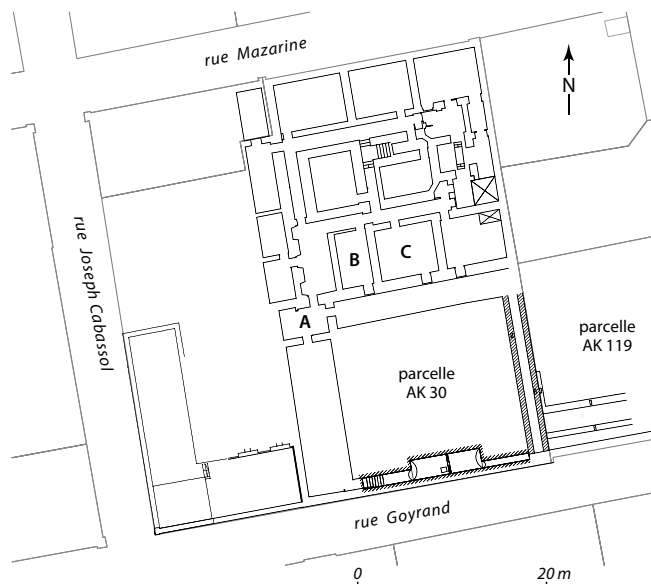 rue Mazarine
N
rue Joseph Cabassol
B
C
A
parcelle
AK 119
parcelle
AK 30
rue Goyrand
0
20 m